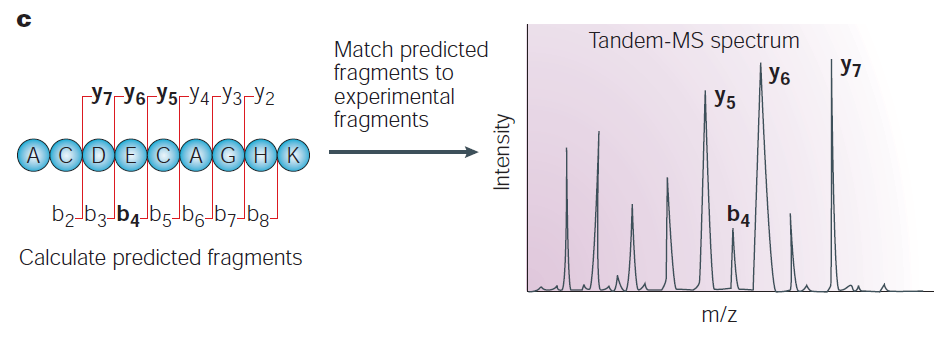 c
Match predicted
fragments to
experimental
fragments
y7 y6 y5 y4 y3 y2
A C D E C A G H K
b2 b3 b4 b5 b6 b7 b8
Calculate predicted fragments
Tandem-MS spectrum
Intensity
y5
b4
y6
y7
m/z